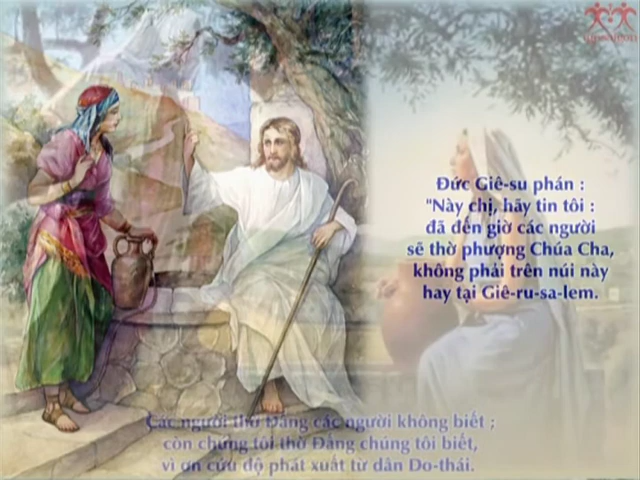 Đức Giê-su phán :
"Này chị, hãy tin tôi :
đã đến giờ các người
sẽ thờ phượng Chúa Cha,
không phải trên núi này
hay tại Giê-ru-sa-lem.
Các người thờ Đấng các người không biết ;
còn chúng tôi thờ Đấng chúng tôi biết,
vì ơn cứu độ phát xuất từ dân Do-thái.